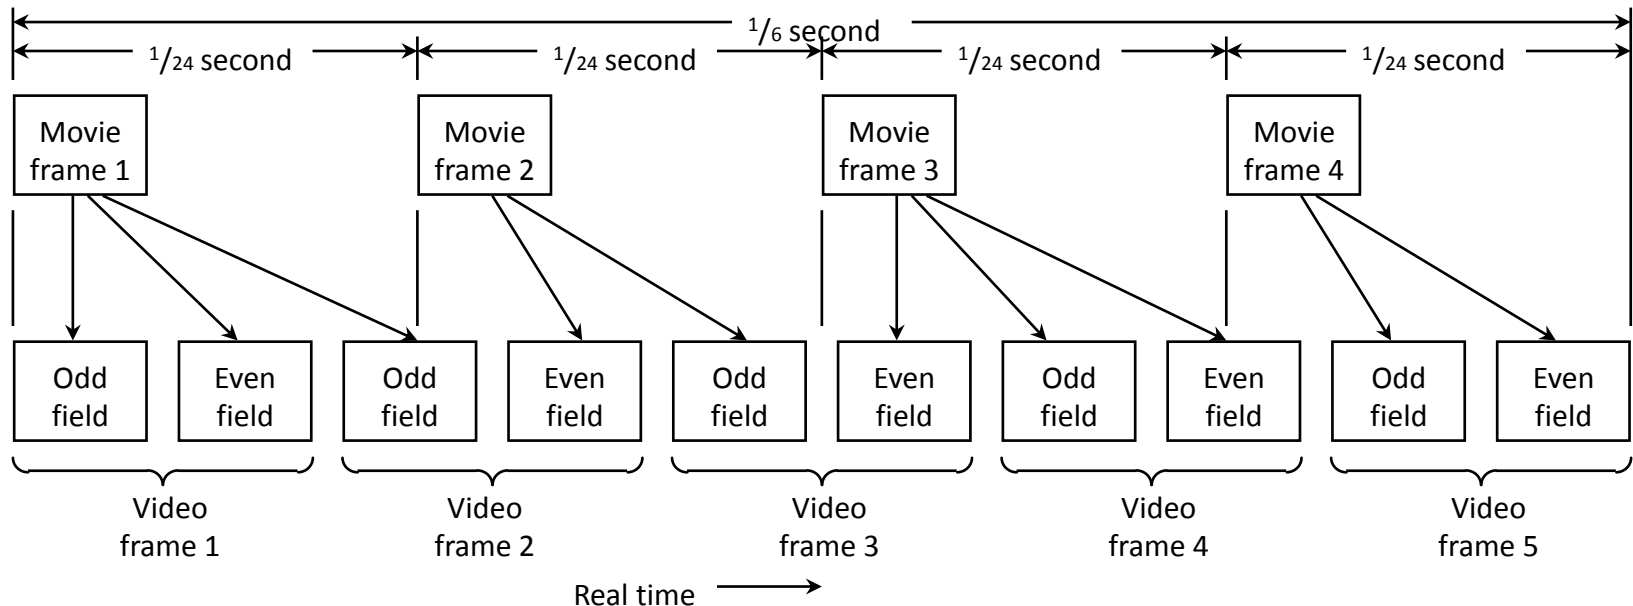 1/6 second
1/24 second 1/24 second 1/24 second 1/24 second
Movie frame 1
Movie frame 2
Movie frame 3
Movie frame 4
Odd field
Even field
Odd field
Even field
Odd field
Even field
Odd field
Even field
Odd field
Even field
Video frame 1
Video frame 2
Video frame 3
Video frame 4
Video frame 5
Real time